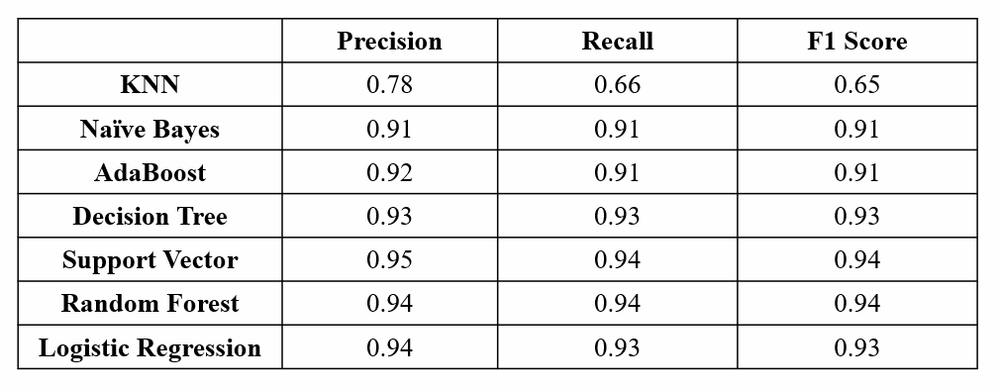 Precision Recall F1 Score
KNN 0.78 0.66 0.65
Naïve Bayes 0.91 0.91 0.91
AdaBoost 0.92 0.91 0.91
Decision Tree 0.93 0.93 0.93
Support Vector 0.95 0.94 0.94
Random Forest 0.94 0.94 0.94
Logistic Regression 0.94 0.93 0.93